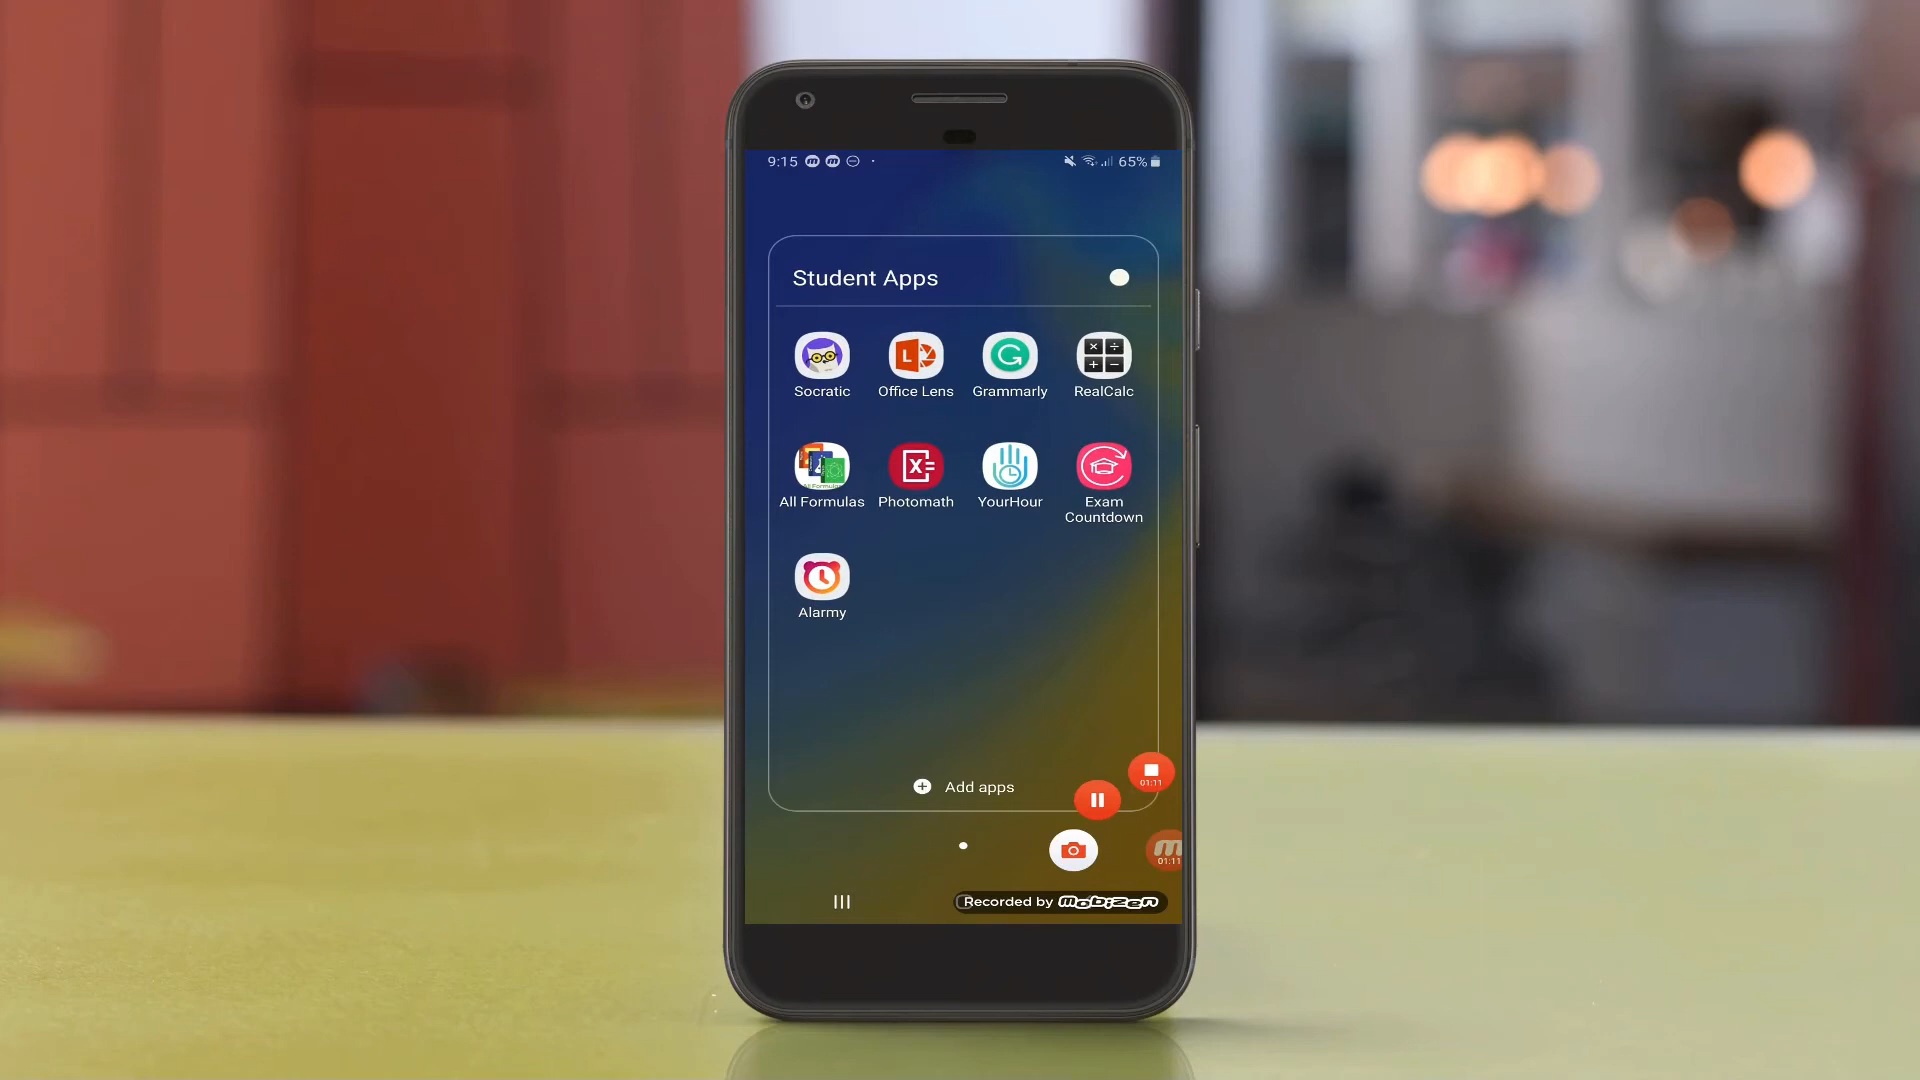 9:15 65%
Student Apps
Socratic Office Lens Grammarly RealCalc
All Formulas Photomath YourHour Exam Countdown
Alarmy
Add apps
01:11
01:11
Recorded by mobizen